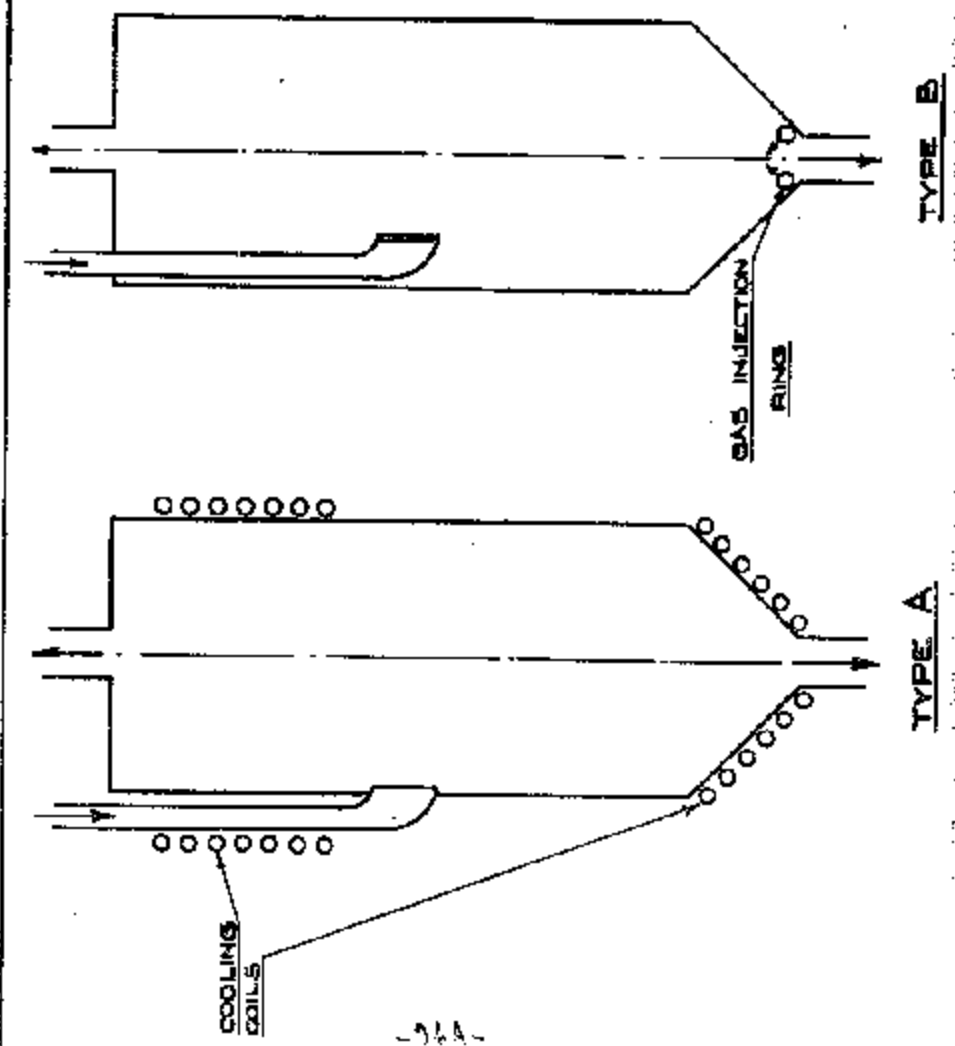 COOLING
COILS
TYPE A
GAS INJECTION
RING
TYPE B